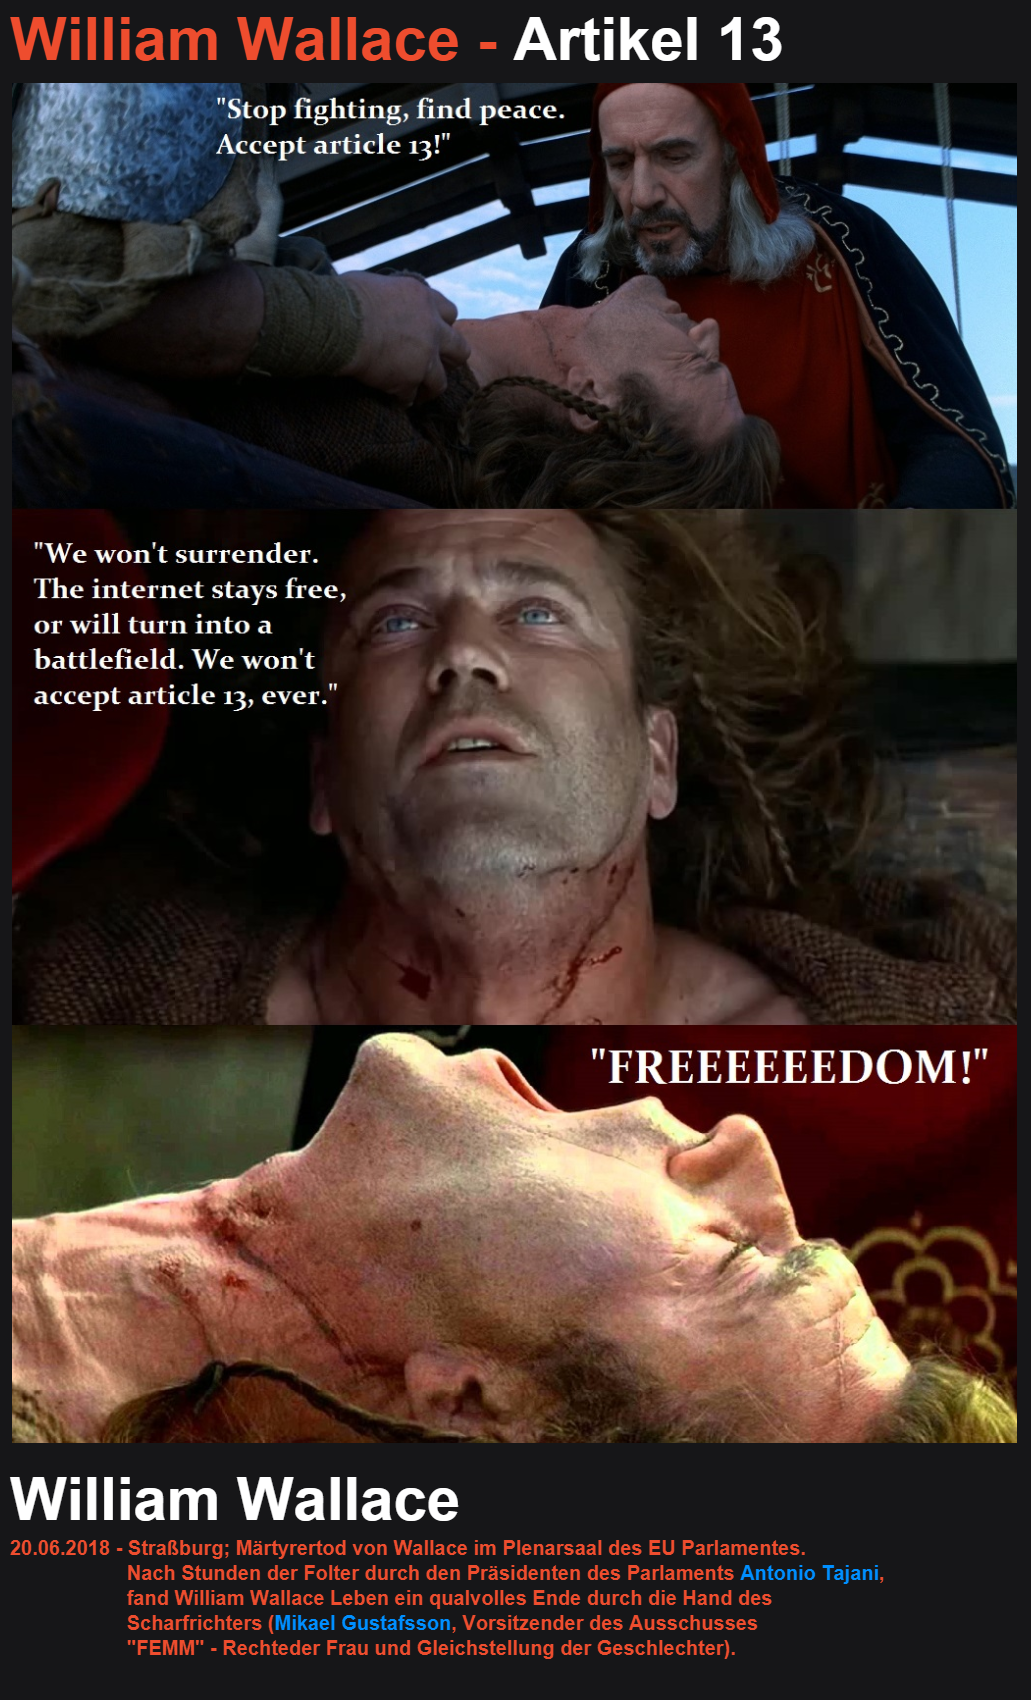 William Wallace - Artikel 13
"Stop fighting, find peace.
Accept article 13!"
"We won't surrender.
The internet stays free,
or will turn into a
battlefield. We won't
accept article 13, ever."
"FREEEEEEDOM!"
William Wallace
20.06.2018 - Straßburg; Märtyrertod von Wallace im Plenarsaal des EU Parlamentes.
Nach Stunden der Folter durch den Präsidenten des Parlaments Antonio Tajani,
fand William Wallace Leben ein qualvolles Ende durch die Hand des
Scharfrichters (Mikael Gustafsson, Vorsitzender des Ausschusses
"FEMM" - Rechteder Frau und Gleichstellung der Geschlechter).